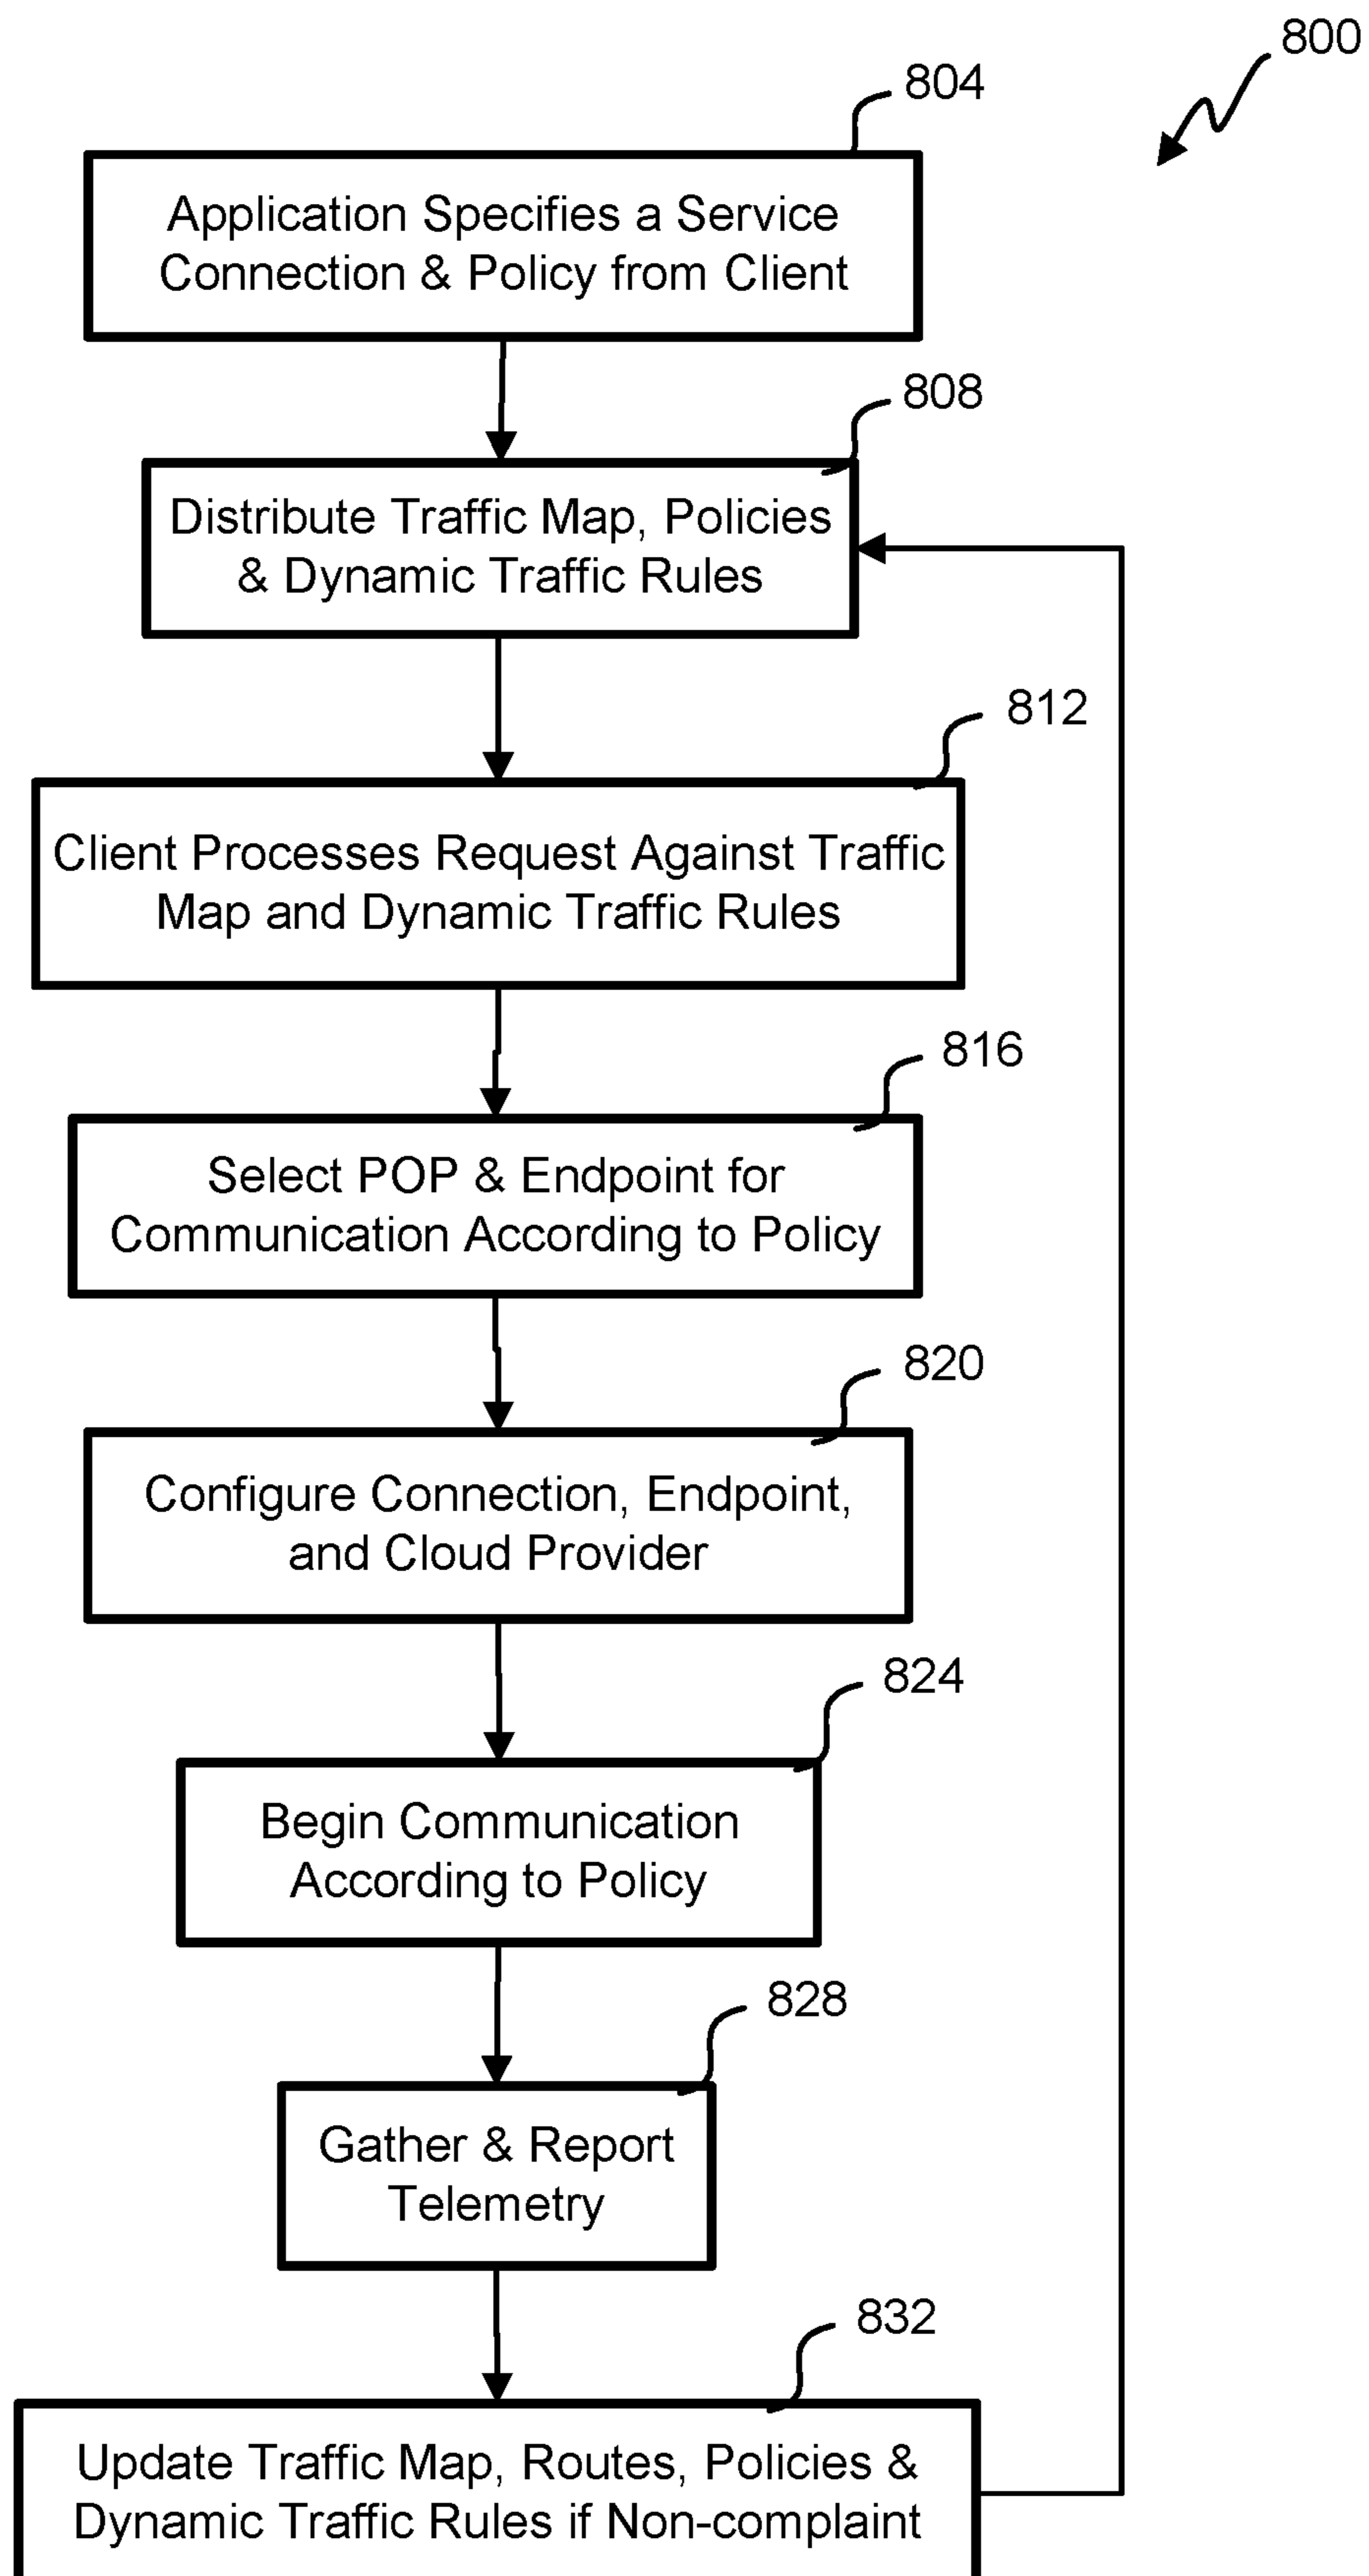 800
804
Application Specifies a Service
Connection & Policy from Client
808
Distribute Traffic Map, Policies
& Dynamic Traffic Rules
812
Client Processes Request Against Traffic
Map and Dynamic Traffic Rules
816
Select POP & Endpoint for
Communication According to Policy
820
Configure Connection, Endpoint,
and Cloud Provider
824
Begin Communication
According to Policy
828
Gather & Report
Telemetry
832
Update Traffic Map, Routes, Policies &
Dynamic Traffic Rules if Non-complaint